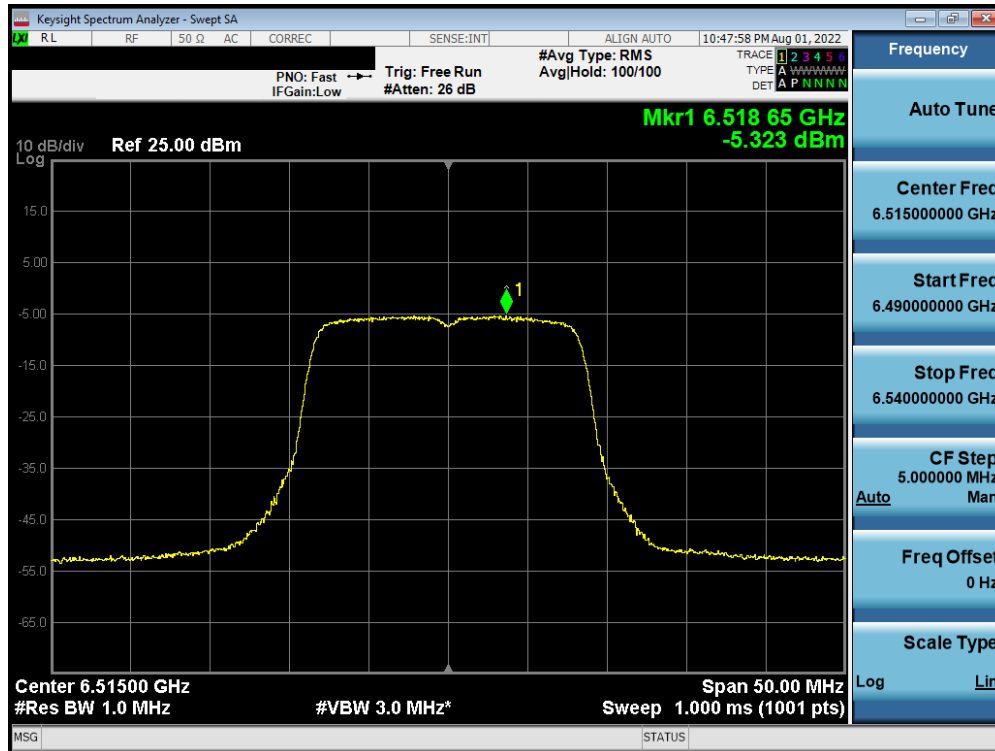 Keysight Spectrum Analyzer - Swept SA
LXI RL RF 50 Ω AC CORREC SENSE:INT ALIGN AUTO 10:47:58 PM Aug 01, 2022
PNO: Fast
IFGain:Low
Trig: Free Run
#Atten: 26 dB
#Avg Type: RMS
Avg|Hold: 100/100
TRACE 1 2 3 4 5 6
TYPE A WWWWW
DET A P N N N N
Mkr1 6.518 65 GHz
-5.323 dBm
10 dB/div Ref 25.00 dBm
Log
15.0
5.00
-5.00
-15.0
-25.0
-35.0
-45.0
-55.0
-65.0
1
Center 6.51500 GHz
#Res BW 1.0 MHz
#VBW 3.0 MHz*
Span 50.00 MHz
Sweep 1.000 ms (1001 pts)
MSG
STATUS
Frequency
Auto Tune
Center Freq
6.515000000 GHz
Start Freq
6.490000000 GHz
Stop Freq
6.540000000 GHz
CF Step
5.000000 MHz
Auto Man
Freq Offset
0 Hz
Scale Type
Log Lin